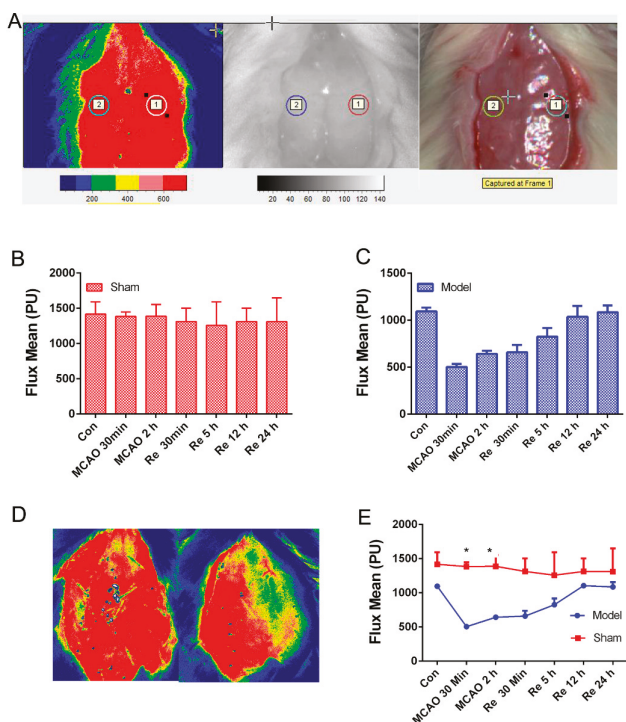 A
2
1
2
1
2
1
200 400 600
20 40 60 80 100 120 140
Captured at Frame 1
B
Flux Mean (PU)
2000
1500
1000
500
0
Sham
Con
MCAO 30min
MCAO 2 h
Re 30min
Re 5 h
Re 12 h
Re 24 h
C
Flux Mean (PU)
1500
1000
500
0
Model
Con
MCAO 30min
MCAO 2 h
Re 30min
Re 5 h
Re 12 h
Re 24 h
D
E
Flux Mean (PU)
2000
1500
1000
500
0
* *
Model
Sham
Con
MCAO 30 Min
MCAO 2 h
Re 30 Min
Re 5 h
Re 12 h
Re 24 h